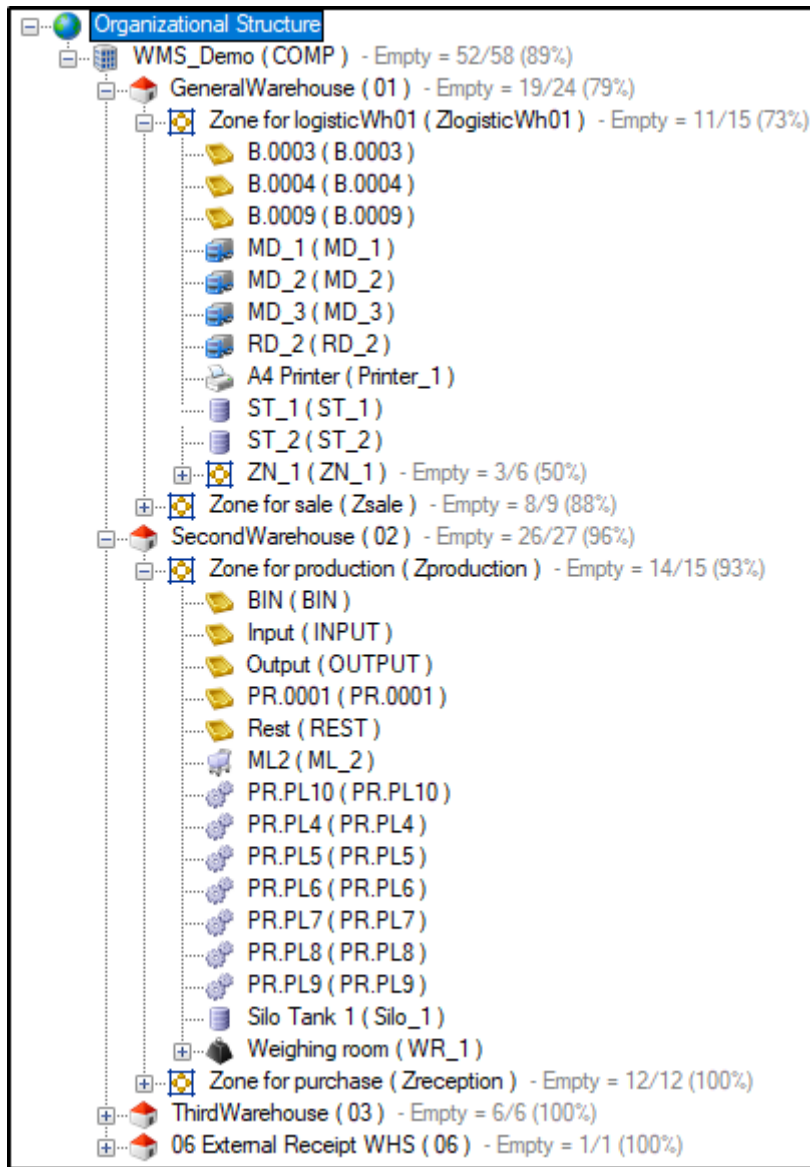 Organizational Structure
WMS_Demo ( COMP ) - Empty = 52/58 (89%)
GeneralWarehouse ( 01 ) - Empty = 19/24 (79%)
Zone for logisticWh01 ( ZlogisticWh01 ) - Empty = 11/15 (73%)
B.0003 ( B.0003 )
B.0004 ( B.0004 )
B.0009 ( B.0009 )
MD_1 ( MD_1 )
MD_2 ( MD_2 )
MD_3 ( MD_3 )
RD_2 ( RD_2 )
A4 Printer ( Printer_1 )
ST_1 ( ST_1 )
ST_2 ( ST_2 )
ZN_1 ( ZN_1 ) - Empty = 3/6 (50%)
Zone for sale ( Zsale ) - Empty = 8/9 (88%)
SecondWarehouse ( 02 ) - Empty = 26/27 (96%)
Zone for production ( Zproduction ) - Empty = 14/15 (93%)
BIN ( BIN )
Input ( INPUT )
Output ( OUTPUT )
PR.0001 ( PR.0001 )
Rest ( REST )
ML2 ( ML_2 )
PR.PL10 ( PR.PL10 )
PR.PL4 ( PR.PL4 )
PR.PL5 ( PR.PL5 )
PR.PL6 ( PR.PL6 )
PR.PL7 ( PR.PL7 )
PR.PL8 ( PR.PL8 )
PR.PL9 ( PR.PL9 )
Silo Tank 1 ( Silo_1 )
Weighing room ( WR_1 )
Zone for purchase ( Zreception ) - Empty = 12/12 (100%)
ThirdWarehouse ( 03 ) - Empty = 6/6 (100%)
06 External Receipt WHS ( 06 ) - Empty = 1/1 (100%)